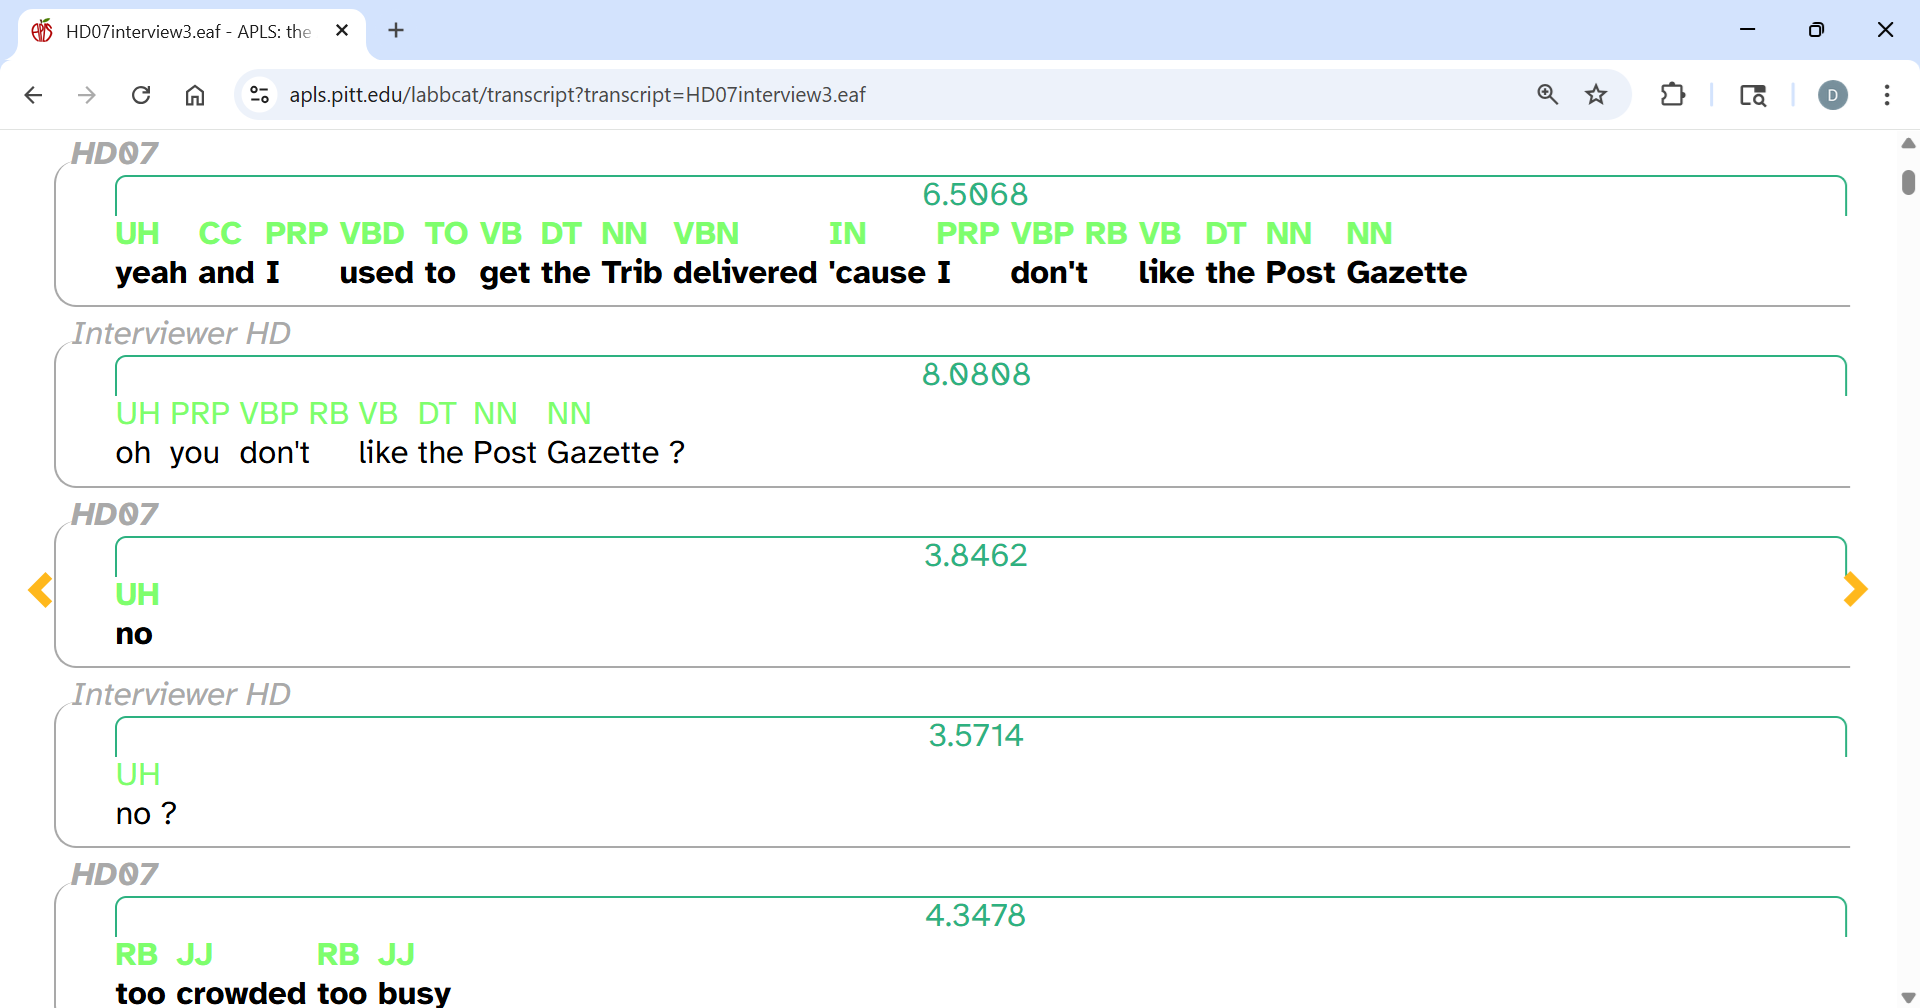 HD07interview3.eaf - APLS: the
apls.pitt.edu/labbcat/transcript?transcript=HD07interview3.eaf
D
HD07
6.5068
UH CC PRP VBD TO VB DT NN VBN IN PRP VBP RB VB DT NN NN
yeah and I used to get the Trib delivered 'cause I don't like the Post Gazette
Interviewer HD
8.0808
UH PRP VBP RB VB DT NN NN
oh you don't like the Post Gazette ?
HD07
3.8462
UH
no
Interviewer HD
3.5714
UH
no ?
HD07
4.3478
RB JJ RB JJ
too crowded too busy